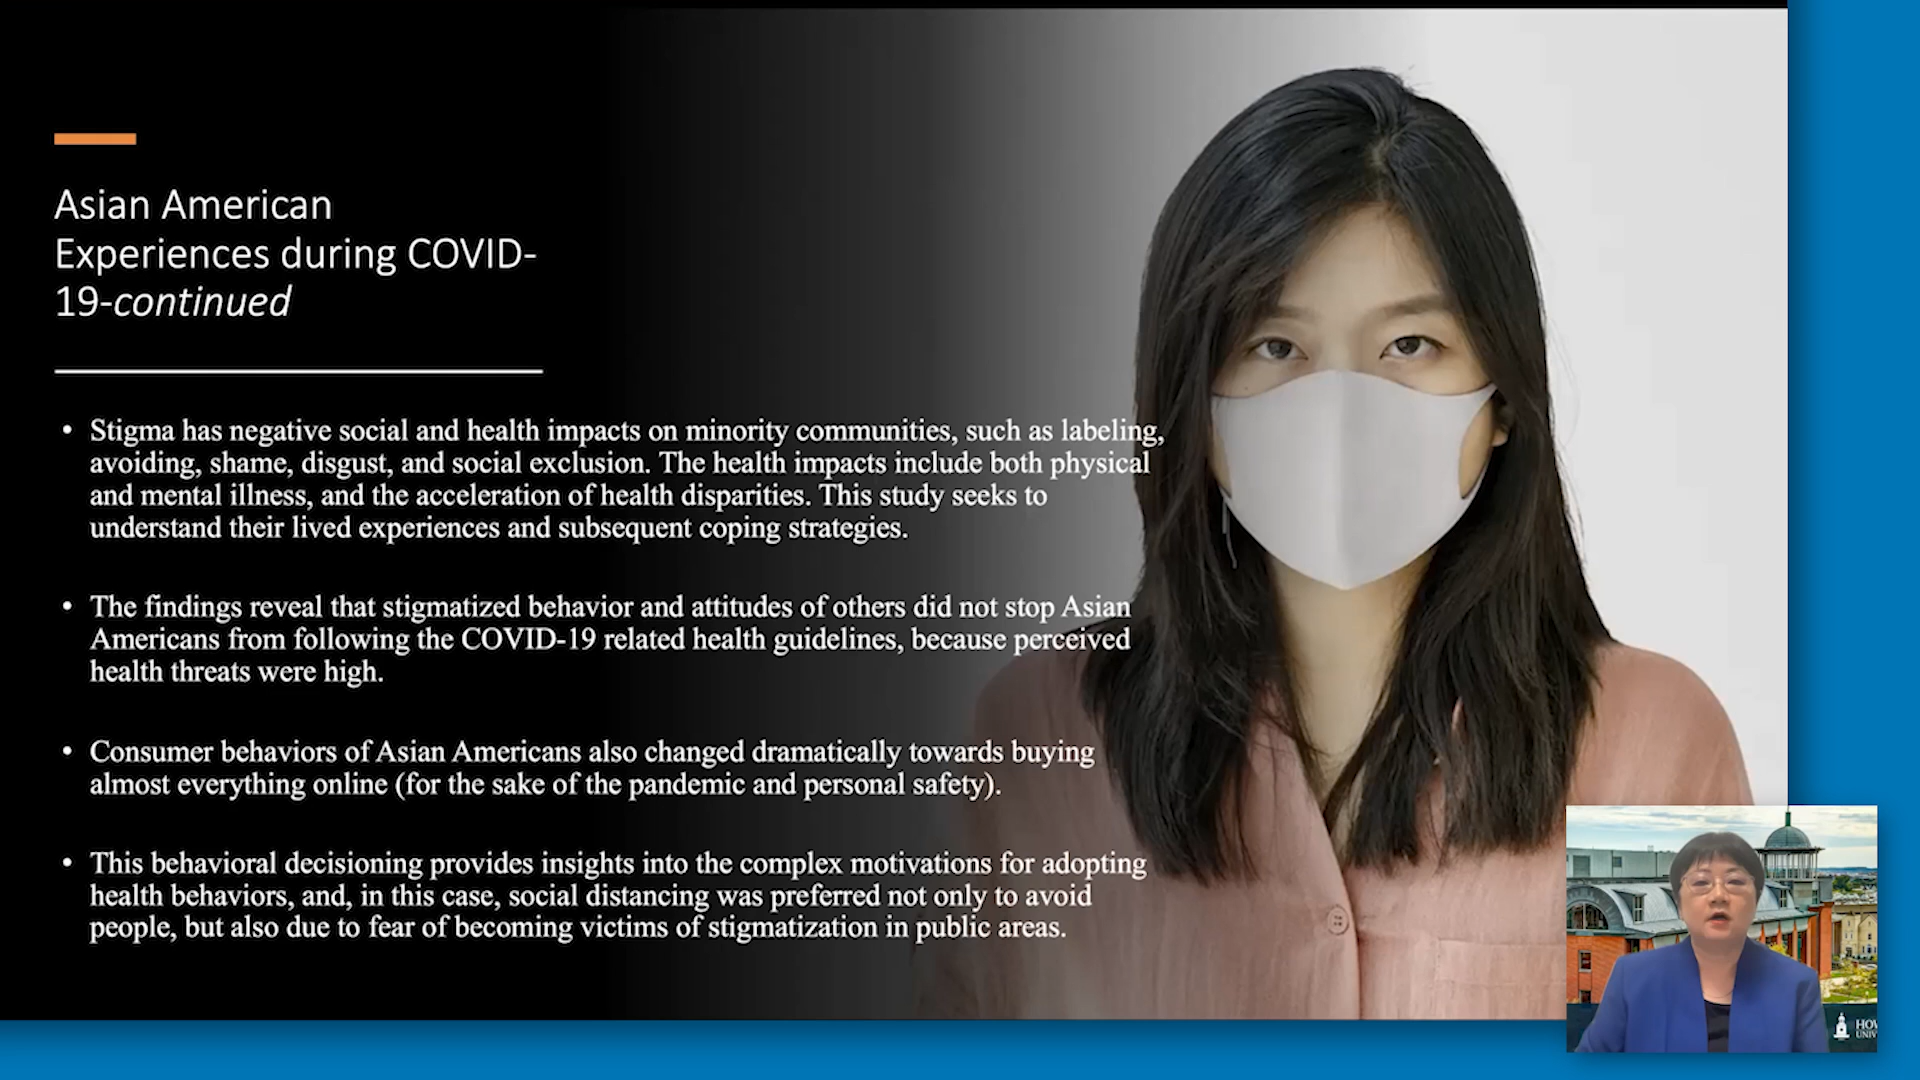 Asian American
Experiences during COVID-
19-continued
• Stigma has negative social and health impacts on minority communities, such as labeling,
avoiding, shame, disgust, and social exclusion. The health impacts include both physical
and mental illness, and the acceleration of health disparities. This study seeks to
understand their lived experiences and subsequent coping strategies.
• The findings reveal that stigmatized behavior and attitudes of others did not stop Asian
Americans from following the COVID-19 related health guidelines, because perceived
health threats were high.
• Consumer behaviors of Asian Americans also changed dramatically towards buying
almost everything online (for the sake of the pandemic and personal safety).
• This behavioral decisioning provides insights into the complex motivations for adopting
health behaviors, and, in this case, social distancing was preferred not only to avoid
people, but also due to fear of becoming victims of stigmatization in public areas.